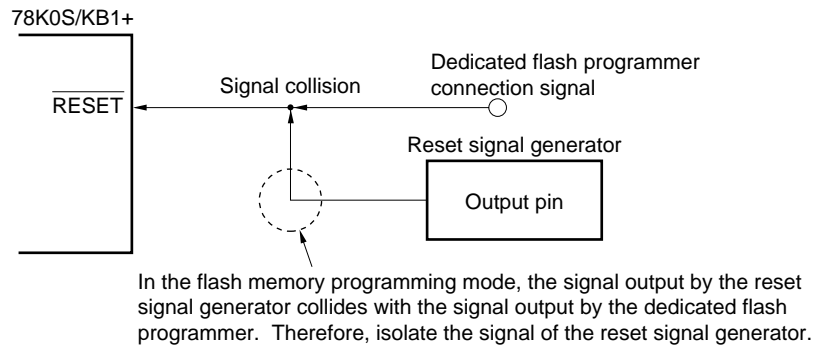 78K0S/KB1+
Dedicated flash programmer
connection signal
Signal collision
RESET
Reset signal generator
Output pin
In the flash memory programming mode, the signal output by the reset
signal generator collides with the signal output by the dedicated flash
programmer.  Therefore, isolate the signal of the reset signal generator.